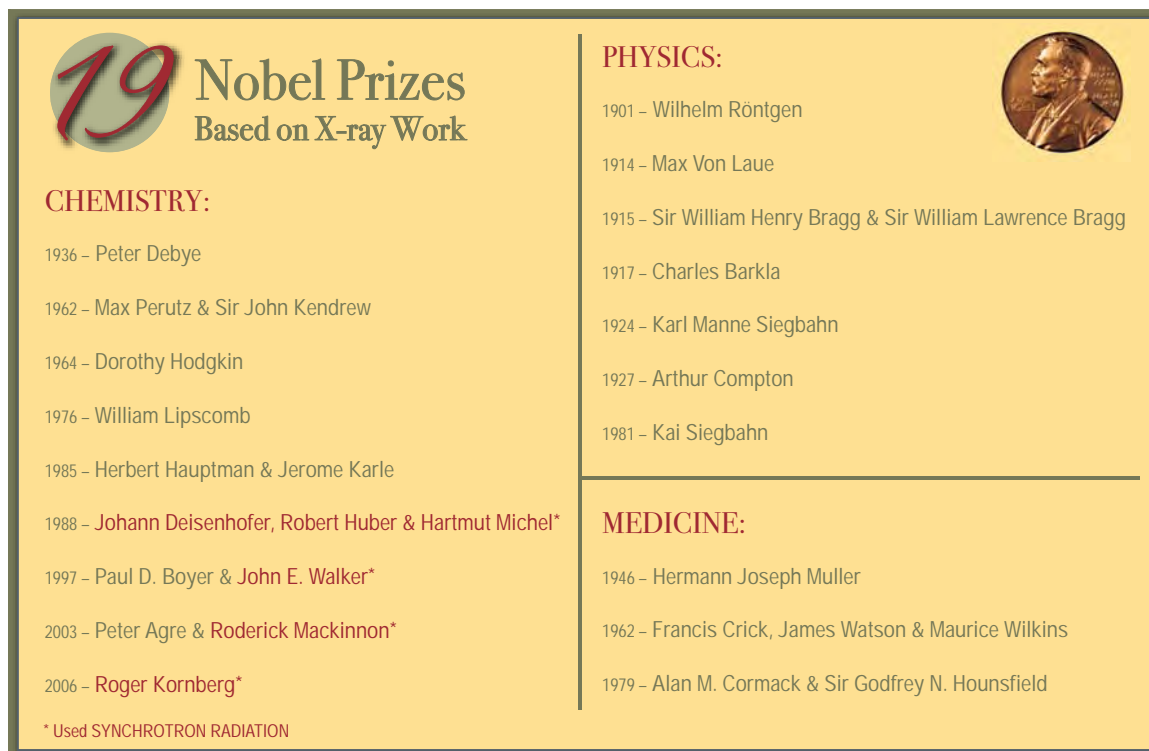 19 Nobel Prizes
Based on X-ray Work
CHEMISTRY:
1936 – Peter Debye
1962 – Max Perutz & Sir John Kendrew
1964 – Dorothy Hodgkin
1976 – William Lipscomb
1985 – Herbert Hauptman & Jerome Karle
1988 – Johann Deisenhofer, Robert Huber & Hartmut Michel*
1997 – Paul D. Boyer & John E. Walker*
2003 – Peter Agre & Roderick Mackinnon*
2006 – Roger Kornberg*
* Used SYNCHROTRON RADIATION
PHYSICS:
1901 – Wilhelm Röntgen
1914 – Max Von Laue
1915 – Sir William Henry Bragg & Sir William Lawrence Bragg
1917 – Charles Barkla
1924 – Karl Manne Siegbahn
1927 – Arthur Compton
1981 – Kai Siegbahn
MEDICINE:
1946 – Hermann Joseph Muller
1962 – Francis Crick, James Watson & Maurice Wilkins
1979 – Alan M. Cormack & Sir Godfrey N. Hounsfield